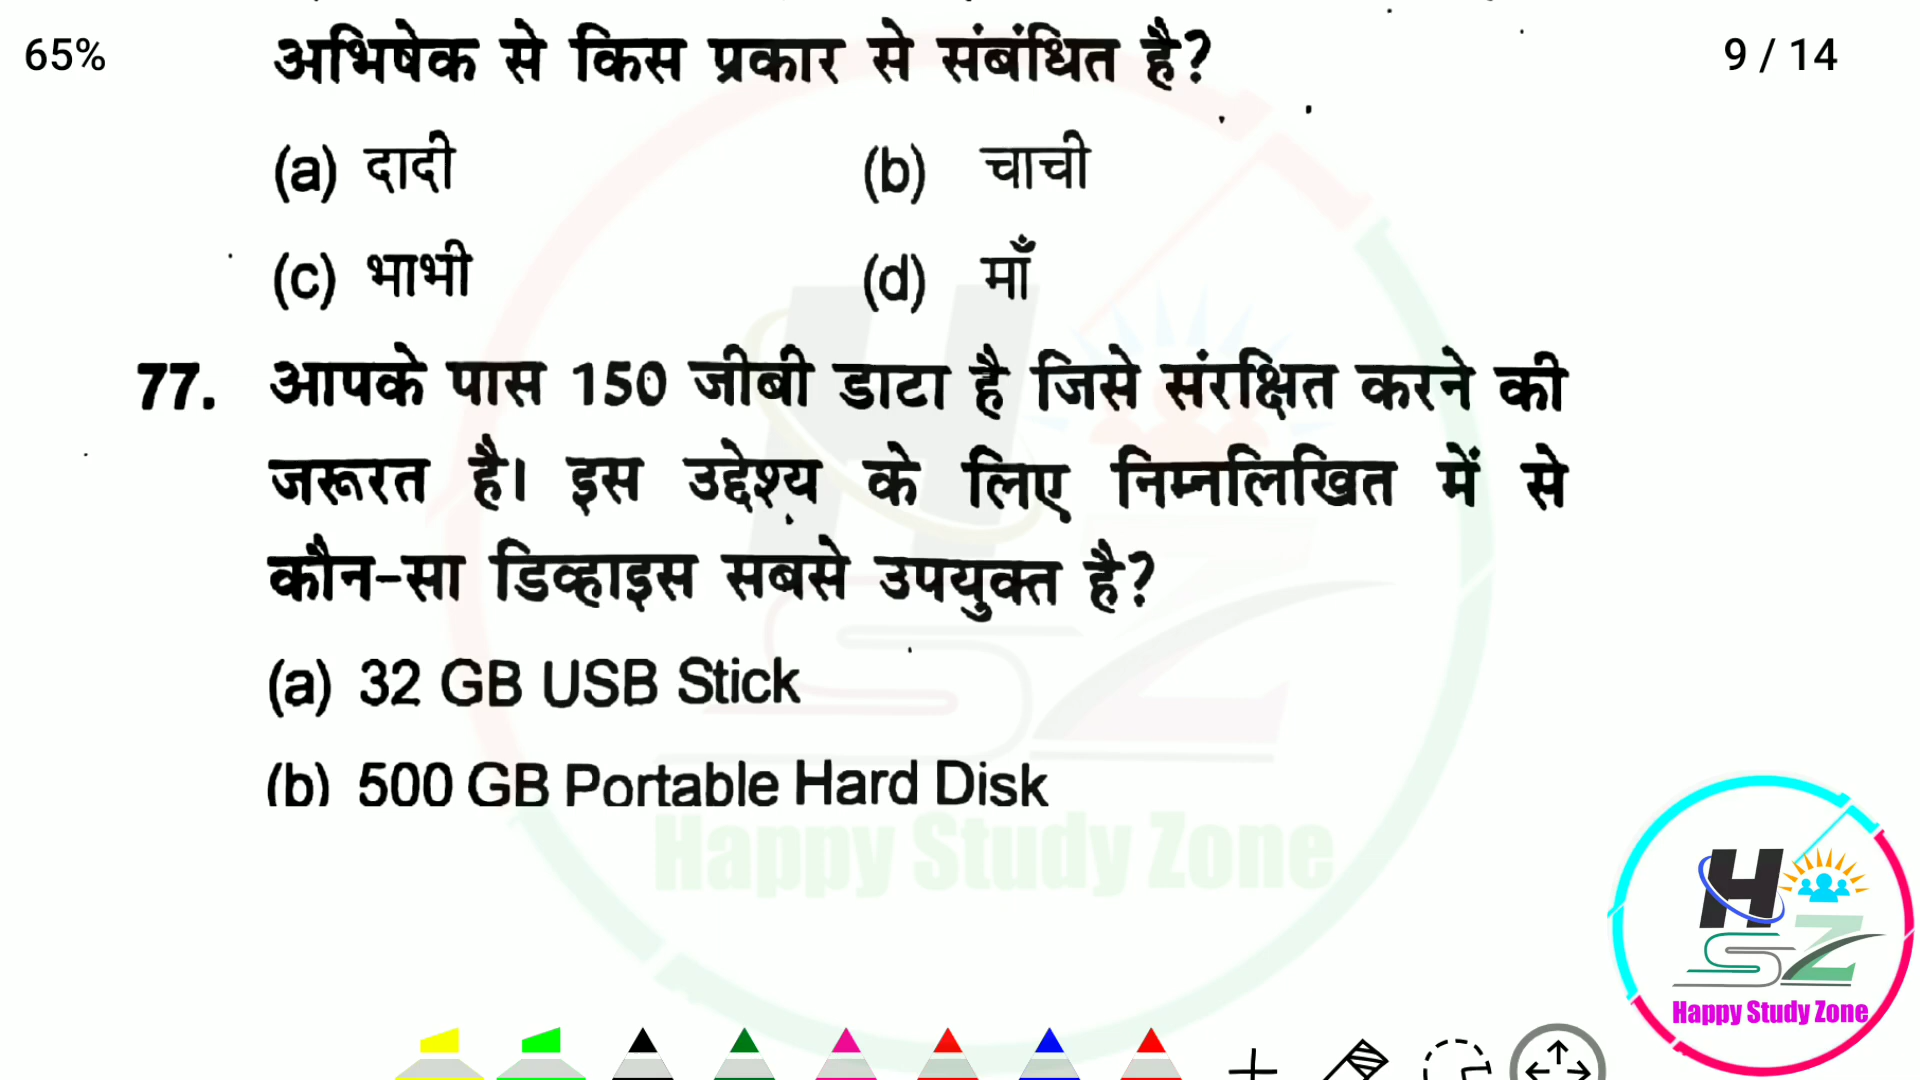 65%
अभिषेक से किस प्रकार से संबंधित है?
9 / 14
(a) दादी (b) चाची
(c) भाभी (d) माँ
77. आपके पास 150 जीबी डाटा है जिसे संरक्षित करने की
जरूरत है। इस उद्देश्य के लिए निम्नलिखित में से
कौन-सा डिव्हाइस सबसे उपयुक्त है?
(a) 32 GB USB Stick
(b) 500 GB Portable Hard Disk
Happy Study Zone
HSZ
Happy Study Zone